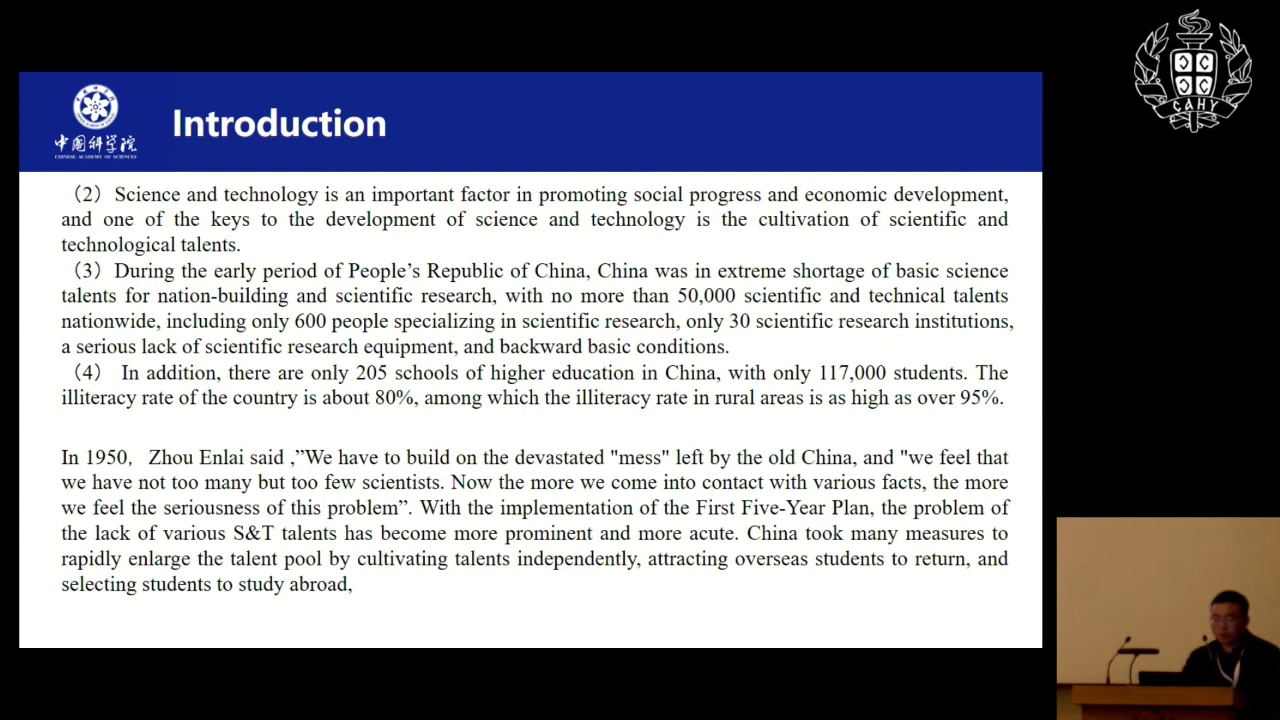 中国科学院
CHINESE ACADEMY OF SCIENCES
Introduction
CAHY
（2）Science and technology is an important factor in promoting social progress and economic development,
and one of the keys to the development of science and technology is the cultivation of scientific and
technological talents.
（3）During the early period of People’s Republic of China, China was in extreme shortage of basic science
talents for nation-building and scientific research, with no more than 50,000 scientific and technical talents
nationwide, including only 600 people specializing in scientific research, only 30 scientific research institutions,
a serious lack of scientific research equipment, and backward basic conditions.
（4） In addition, there are only 205 schools of higher education in China, with only 117,000 students. The
illiteracy rate of the country is about 80%, among which the illiteracy rate in rural areas is as high as over 95%.
In 1950， Zhou Enlai said ,”We have to build on the devastated "mess" left by the old China, and "we feel that
we have not too many but too few scientists. Now the more we come into contact with various facts, the more
we feel the seriousness of this problem”. With the implementation of the First Five-Year Plan, the problem of
the lack of various S&T talents has become more prominent and more acute. China took many measures to
rapidly enlarge the talent pool by cultivating talents independently, attracting overseas students to return, and
selecting students to study abroad,